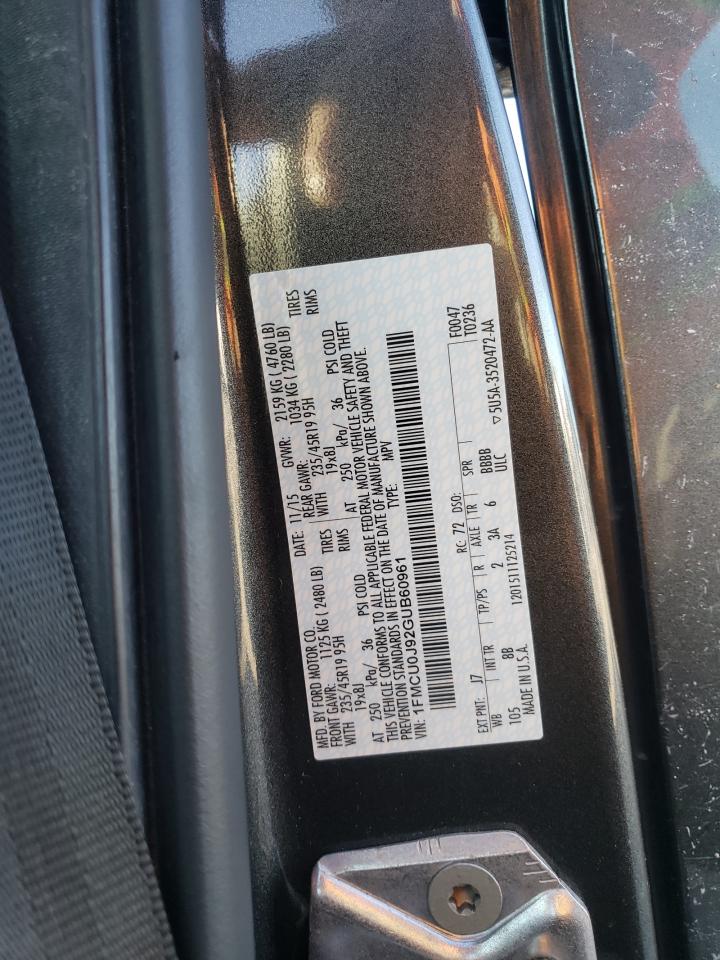 MFD. BY FORD MOTOR CO. DATE: 11/15 GVWR: 2159 KG ( 4760 LB)
FRONT GAWR: 1125 KG ( 2480 LB) REAR GAWR: 1034 KG ( 2280 LB)
WITH 235/45R19 95H TIRES WITH 235/45R19 95H TIRES
19x8J RIMS 19x8J RIMS
AT 250 kPa/ 36 PSI COLD AT 250 kPa/ 36 PSI COLD
THIS VEHICLE CONFORMS TO ALL APPLICABLE FEDERAL MOTOR VEHICLE SAFETY AND THEFT
PREVENTION STANDARDS IN EFFECT ON THE DATE OF MANUFACTURE SHOWN ABOVE.
VIN: 1FMCU0J92GUB60961 TYPE: MPV
F0047
EXT PNT: J7 RC: 72 DSO: T0236
WB INT TR TP/PS R AXLE TR SPR
105 8B 2 3A 6 BBBB ▽5U5A-3520472-AA
MADE IN U.S.A. 1201511125214 ULC